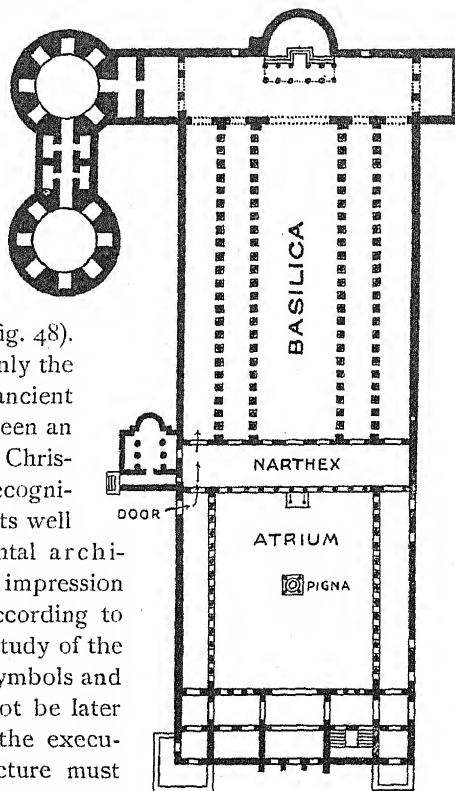 BASILICA
NARTHEX
DOOR
ATRIUM
PIGNA
fig. 48).
nly the
ancient
een an
Chris-
ecogni-
ts well
ntal archi-
impression
ccording to
tudy of the
ymbols and
ot be later
the execu-
cture must